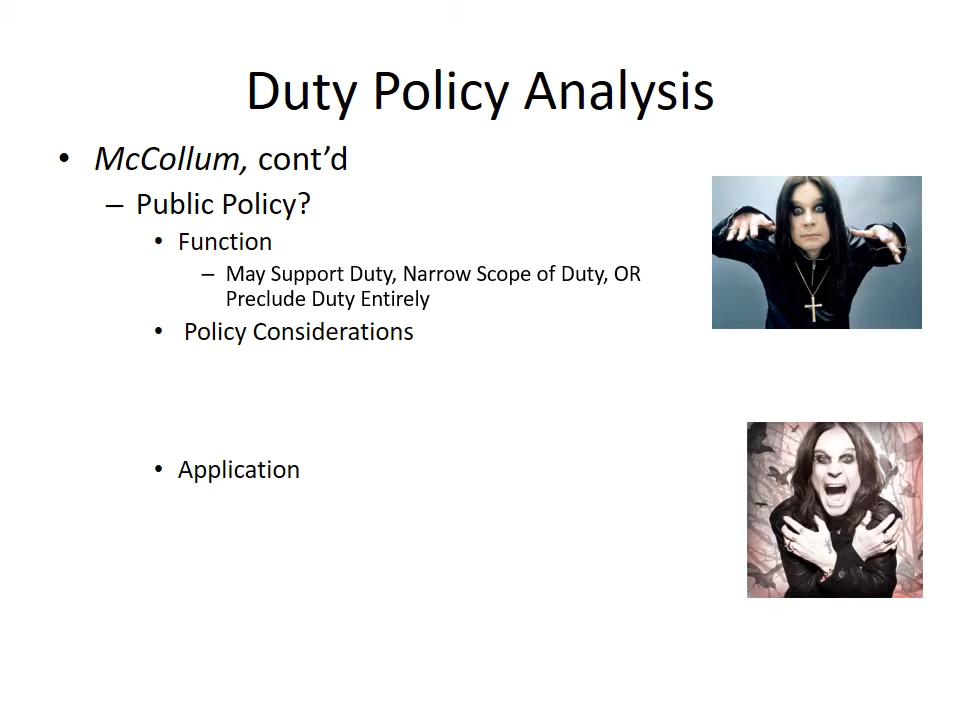 Duty Policy Analysis
• McCollum, cont’d
– Public Policy?
• Function
– May Support Duty, Narrow Scope of Duty, OR
Preclude Duty Entirely
• Policy Considerations
• Application